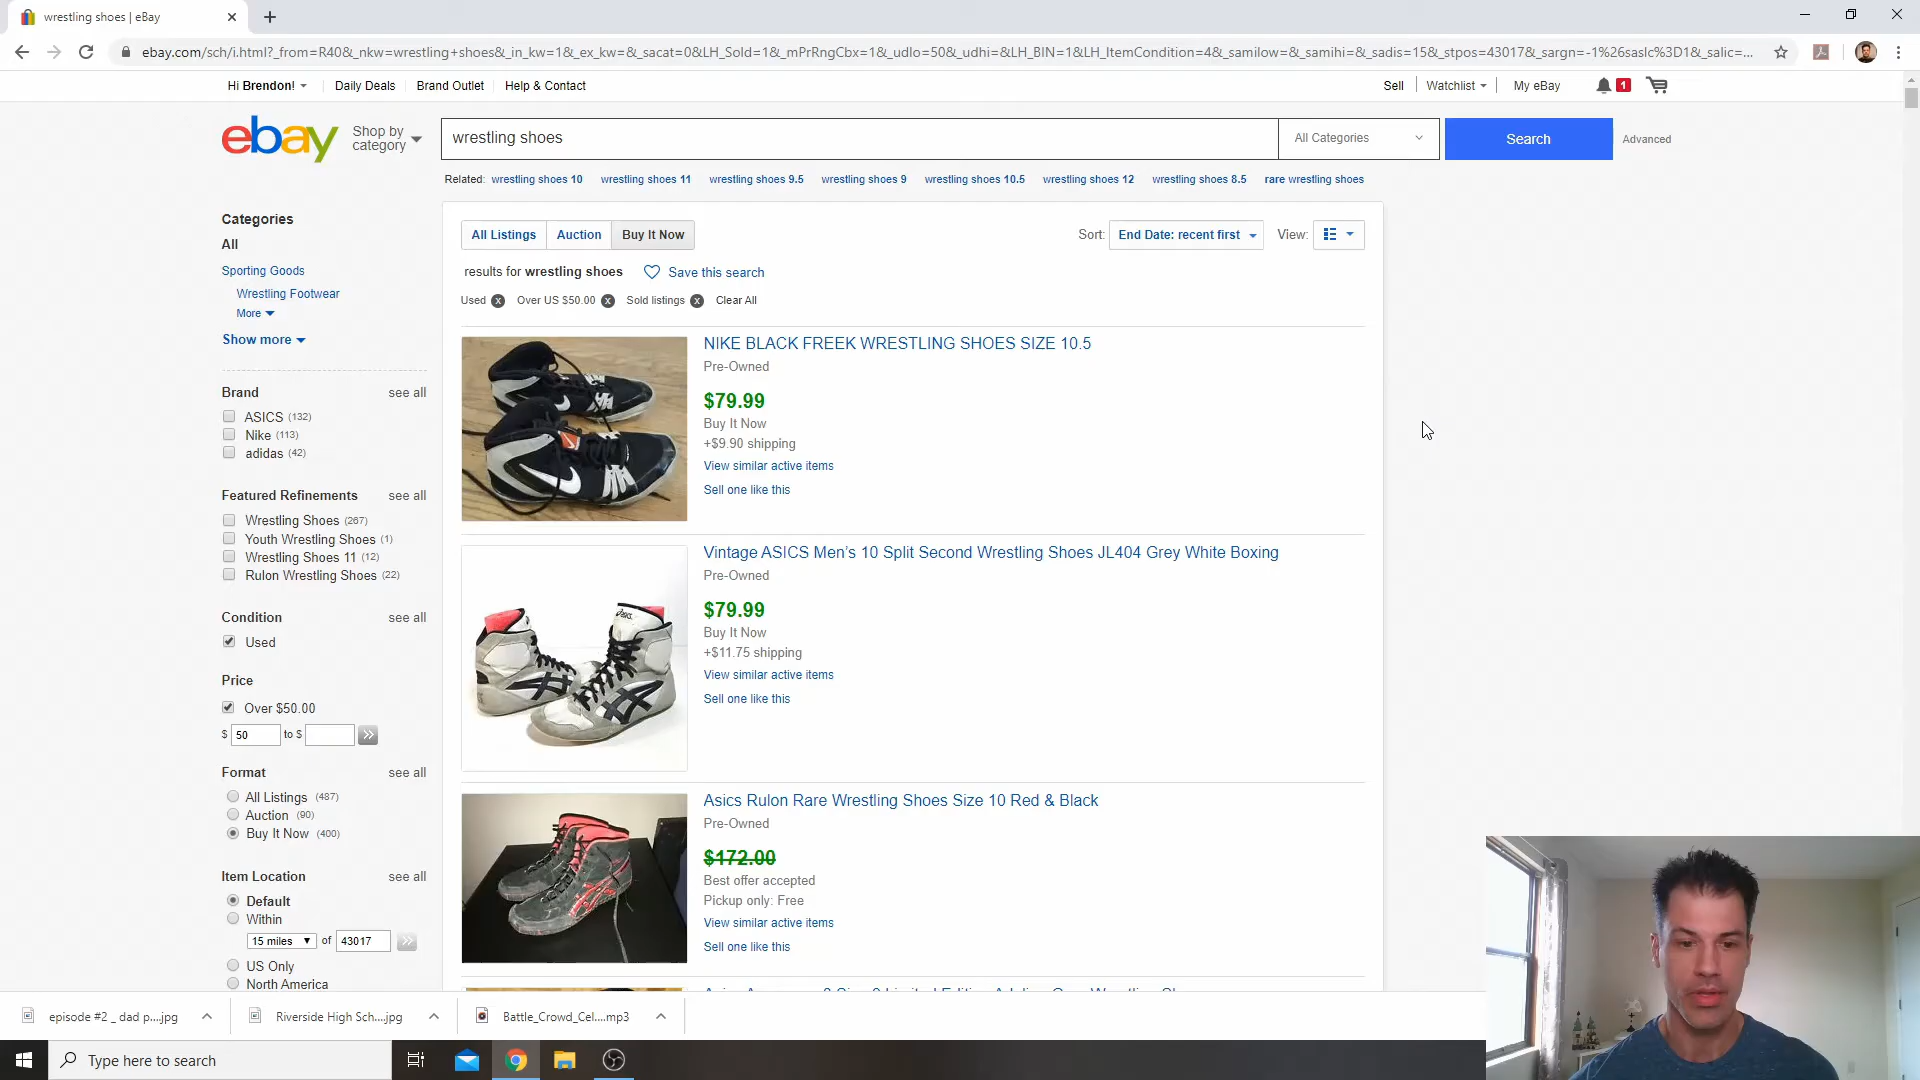 wrestling shoes | eBay
ebay.com/sch/i.html?_from=R40&_nkw=wrestling+shoes&_in_kw=1&_ex_kw=&_sacat=0&LH_Sold=1&_mPrRngCbx=1&_udlo=50&_udhi=&LH_BIN=1&LH_ItemCondition=4&_samilow=&_samihi=&_sadis=15&_stpos=43017&_sargn=-1%26saslc%3D1&_salic=...
Hi Brendon! Daily Deals Brand Outlet Help & Contact Sell Watchlist My eBay 1
ebay Shop by category wrestling shoes All Categories Search Advanced
Related: wrestling shoes 10 wrestling shoes 11 wrestling shoes 9.5 wrestling shoes 9 wrestling shoes 10.5 wrestling shoes 12 wrestling shoes 8.5 rare wrestling shoes
Categories
All
Sporting Goods
Wrestling Footwear
More
Show more
Brand see all
ASICS (132)
Nike (113)
adidas (42)
Featured Refinements see all
Wrestling Shoes (267)
Youth Wrestling Shoes (1)
Wrestling Shoes 11 (12)
Rulon Wrestling Shoes (22)
Condition see all
Used
Price
Over $50.00
$ 50 to $
Format see all
All Listings (487)
Auction (90)
Buy It Now (400)
Item Location see all
Default
Within
15 miles of 43017
US Only
North America
All Listings Auction Buy It Now Sort: End Date: recent first View:
results for wrestling shoes Save this search
Used Over US $50.00 Sold listings Clear All
NIKE BLACK FREEK WRESTLING SHOES SIZE 10.5
Pre-Owned
$79.99
Buy It Now
+$9.90 shipping
View similar active items
Sell one like this
Vintage ASICS Men's 10 Split Second Wrestling Shoes JL404 Grey White Boxing
Pre-Owned
$79.99
Buy It Now
+$11.75 shipping
View similar active items
Sell one like this
Asics Rulon Rare Wrestling Shoes Size 10 Red & Black
Pre-Owned
$172.00
Best offer accepted
Pickup only: Free
View similar active items
Sell one like this
episode #2 _ dad p....jpg Riverside High Sch....jpg Battle_Crowd_Cel....mp3
Type here to search